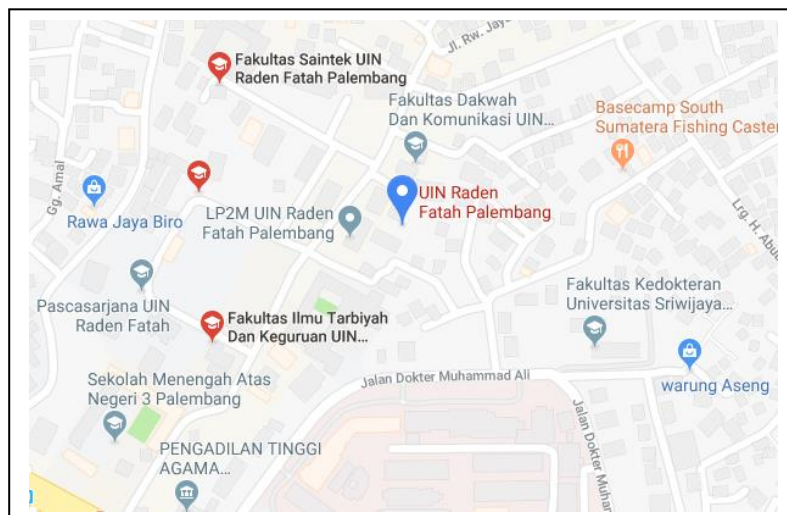 Jl. Rw. Jaya
Fakultas Saintek UIN
Raden Fatah Palembang
Fakultas Dakwah
Dan Komunikasi UIN...
Basecamp South
Sumatera Fishing Caster
Gg. Amal
UIN Raden
Fatah Palembang
Rawa Jaya Biro
LP2M UIN Raden
Fatah Palembang
Lrg. H. Abul
Pascasarjana UIN
Raden Fatah
Fakultas Ilmu Tarbiyah
Dan Keguruan UIN...
Fakultas Kedokteran
Universitas Sriwijaya...
Sekolah Menengah Atas
Negeri 3 Palembang
Jalan Dokter Muhammad Ali
warung Aseng
PENGADILAN TINGGI
AGAMA...
Jalan Dokter Muham